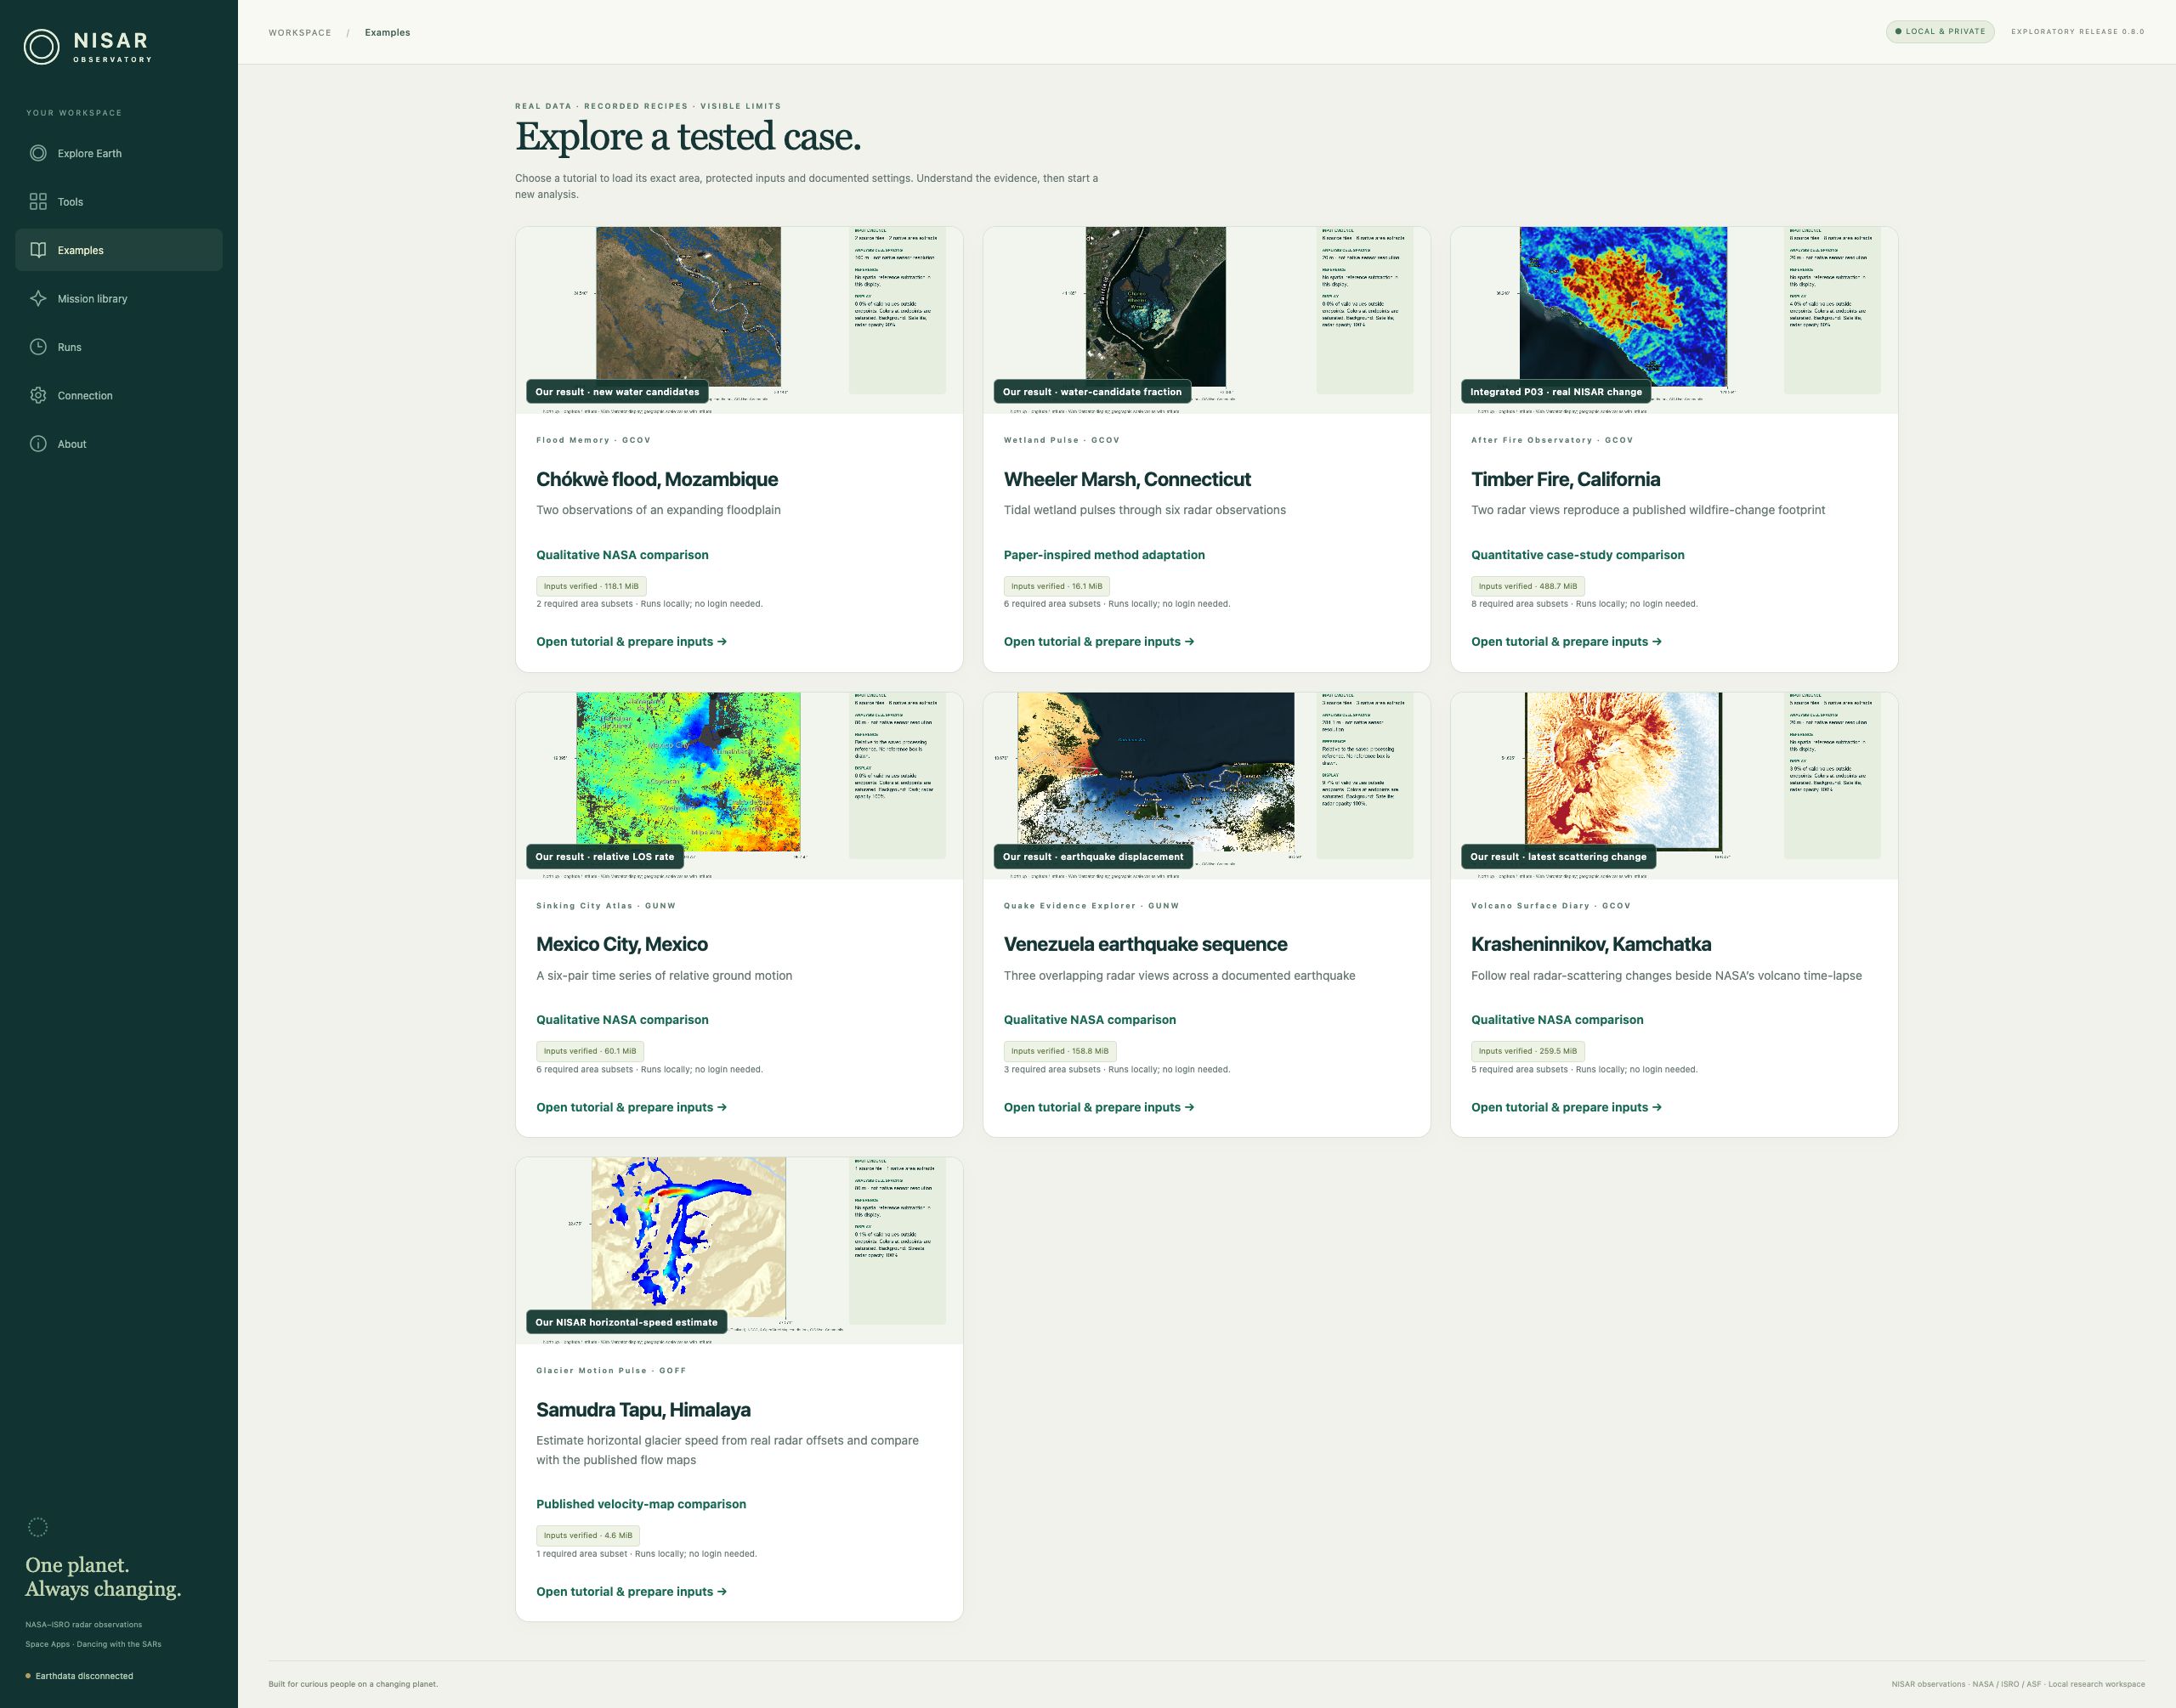 NISAR
OBSERVATORY
YOUR WORKSPACE
Explore Earth
Tools
Examples
Mission library
Runs
Connection
About
One planet.
Always changing.
NASA–ISRO radar observations
Space Apps · Dancing with the SARs
Earthdata disconnected
WORKSPACE / Examples
LOCAL & PRIVATE
EXPLORATORY RELEASE 0.8.0
REAL DATA · RECORDED RECIPES · VISIBLE LIMITS
Explore a tested case.
Choose a tutorial to load its exact area, protected inputs and documented settings. Understand the evidence, then start a
new analysis.
Our result · new water candidates
Flood Memory · GCOV
Chókwè flood, Mozambique
Two observations of an expanding floodplain
Qualitative NASA comparison
Inputs verified · 118.1 MiB
2 required area subsets · Runs locally; no login needed.
Open tutorial & prepare inputs →
Our result · water-candidate fraction
Wetland Pulse · GCOV
Wheeler Marsh, Connecticut
Tidal wetland pulses through six radar observations
Paper-inspired method adaptation
Inputs verified · 16.1 MiB
6 required area subsets · Runs locally; no login needed.
Open tutorial & prepare inputs →
Integrated P03 · real NISAR change
After Fire Observatory · GCOV
Timber Fire, California
Two radar views reproduce a published wildfire-change footprint
Quantitative case-study comparison
Inputs verified · 488.7 MiB
8 required area subsets · Runs locally; no login needed.
Open tutorial & prepare inputs →
Our result · relative LOS rate
Sinking City Atlas · GUNW
Mexico City, Mexico
A six-pair time series of relative ground motion
Qualitative NASA comparison
Inputs verified · 60.1 MiB
6 required area subsets · Runs locally; no login needed.
Open tutorial & prepare inputs →
Our result · earthquake displacement
Quake Evidence Explorer · GUNW
Venezuela earthquake sequence
Three overlapping radar views across a documented earthquake
Qualitative NASA comparison
Inputs verified · 158.8 MiB
3 required area subsets · Runs locally; no login needed.
Open tutorial & prepare inputs →
Our result · latest scattering change
Volcano Surface Diary · GCOV
Krasheninnikov, Kamchatka
Follow real radar-scattering changes beside NASA's volcano time-lapse
Qualitative NASA comparison
Inputs verified · 259.5 MiB
5 required area subsets · Runs locally; no login needed.
Open tutorial & prepare inputs →
Our NISAR horizontal-speed estimate
Glacier Motion Pulse · GOFF
Samudra Tapu, Himalaya
Estimate horizontal glacier speed from real radar offsets and compare
with the published flow maps
Published velocity-map comparison
Inputs verified · 4.6 MiB
1 required area subset · Runs locally; no login needed.
Open tutorial & prepare inputs →
Built for curious people on a changing planet.
NISAR observations · NASA / ISRO / ASF · Local research workspace